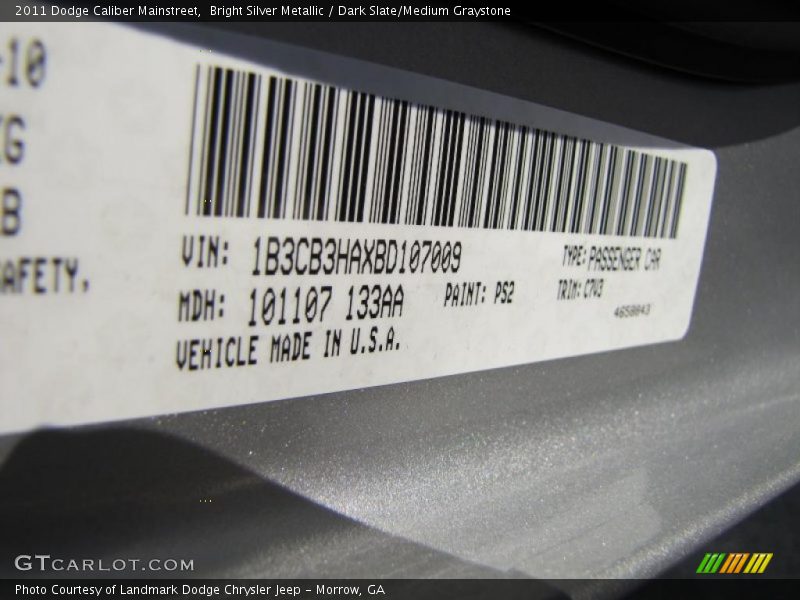 2011 Dodge Caliber Mainstreet,  Bright Silver Metallic / Dark Slate/Medium Graystone
-10
B
AFETY.
VIN: 1B3CB3HAXBD107009 TYPE: PASSENGER CAR
MDH: 101107 133AA PAINT: PS2 TRIM: C7V3
4658043
VEHICLE MADE IN U.S.A.
GTCARLOT.COM
Photo Courtesy of Landmark Dodge Chrysler Jeep - Morrow, GA